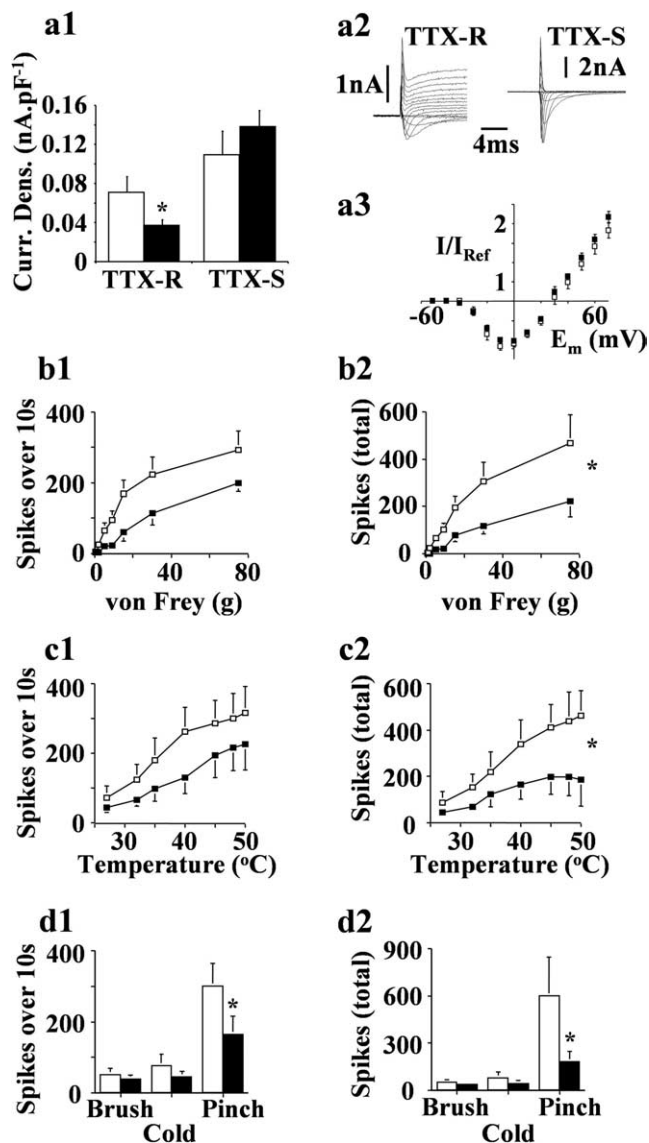 a1
Curr. Dens. (nA.pF⁻¹)
0.16
0.12
0.08
0.04
0
*
TTX-R
TTX-S
a2
TTX-R
TTX-S
1nA
2nA
4ms
a3
2
I/I_Ref
1
-60
60
E_m (mV)
b1
Spikes over 10s
400
200
0
0
40
80
von Frey (g)
b2
Spikes (total)
600
400
200
0
*
0
40
80
von Frey (g)
c1
Spikes over 10s
400
200
0
30
40
50
Temperature (°C)
c2
Spikes (total)
600
400
200
0
*
30
40
50
Temperature (°C)
d1
Spikes over 10s
400
200
0
*
Brush
Pinch
Cold
d2
Spikes (total)
900
600
300
0
*
Brush
Pinch
Cold